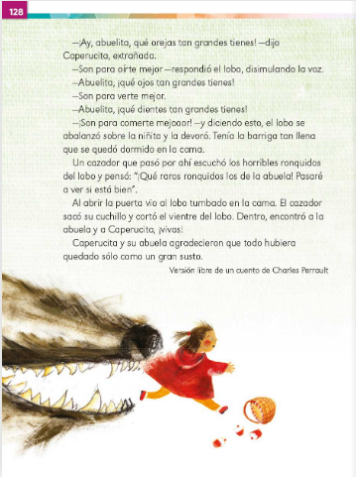 128
—¡Ay, abuelita, qué orejas tan grandes tienes! —dijo
Caperucita, extrañada.
—Son para oírte mejor —respondió el lobo, disimulando la voz.
—Abuelita, ¡qué ojos tan grandes tienes!
—Son para verte mejor.
—Abuelita, ¡qué dientes tan grandes tienes!
—¡Son para comerte mejoaor! —y diciendo esto, el lobo se
abalanzó sobre la niñita y la devoró. Tenía la barriga tan llena
que se quedó dormido en la cama.
Un cazador que pasó por ahí escuchó los horribles ronquidos
del lobo y pensó: “¡Qué raros ronquidos los de la abuela! Pasaré
a ver si está bien”.
Al abrir la puerta vio al lobo tumbado en la cama. El cazador
sacó su cuchillo y cortó el vientre del lobo. Dentro, encontró a la
abuela y a Caperucita, ¡vivas!
Caperucita y su abuela agradecieron que todo hubiera
quedado sólo como un gran susto.
Versión libre de un cuento de Charles Perrault